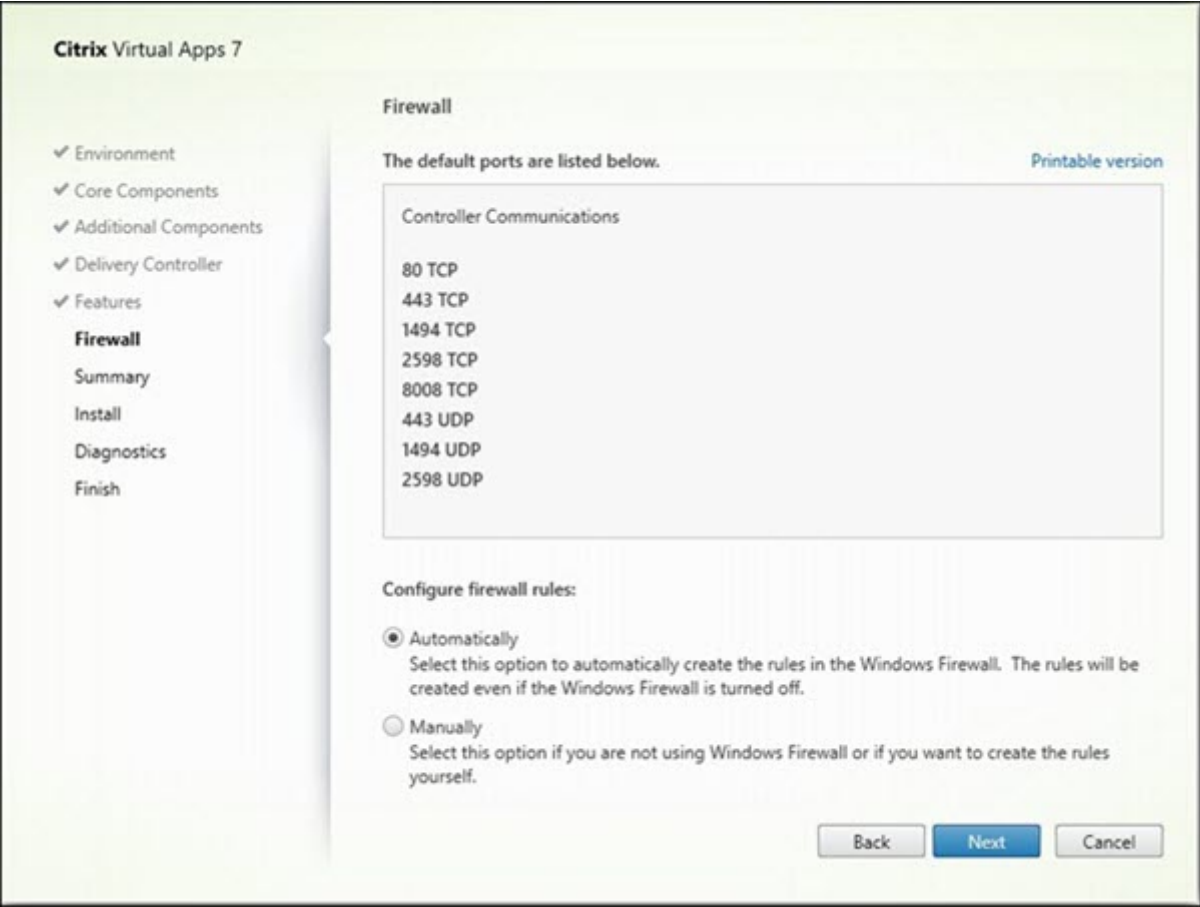 Citrix Virtual Apps 7
Environment
Core Components
Additional Components
Delivery Controller
Features
Firewall
Summary
Install
Diagnostics
Finish
Firewall
The default ports are listed below.
Printable version
Controller Communications
80 TCP
443 TCP
1494 TCP
2598 TCP
8008 TCP
443 UDP
1494 UDP
2598 UDP
Configure firewall rules:
Automatically
Select this option to automatically create the rules in the Windows Firewall.  The rules will be
created even if the Windows Firewall is turned off.
Manually
Select this option if you are not using Windows Firewall or if you want to create the rules
yourself.
Back
Next
Cancel